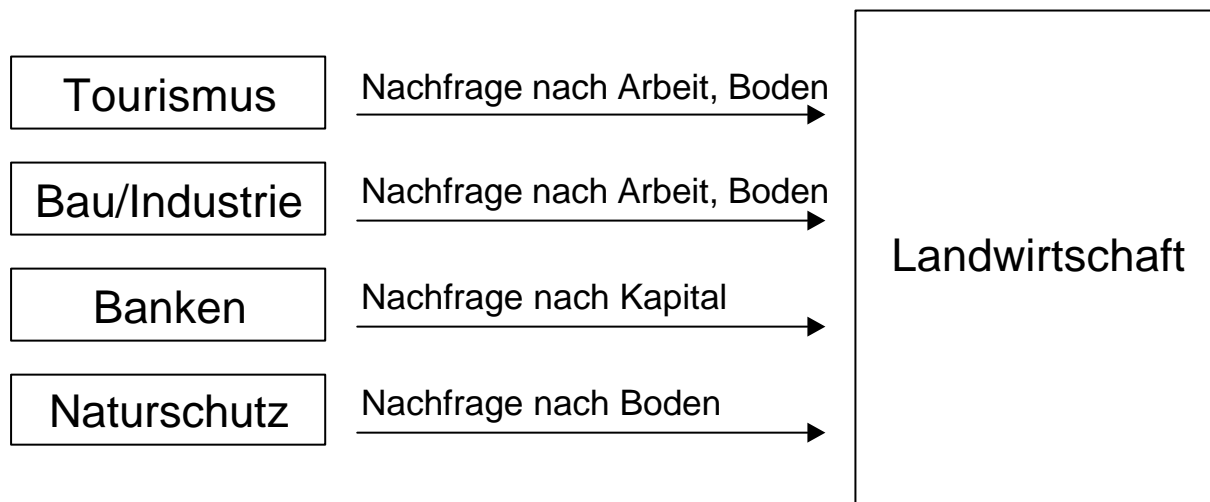 Tourismus
Nachfrage nach Arbeit, Boden
Bau/Industrie
Nachfrage nach Arbeit, Boden
Banken
Nachfrage nach Kapital
Naturschutz
Nachfrage nach Boden
Landwirtschaft